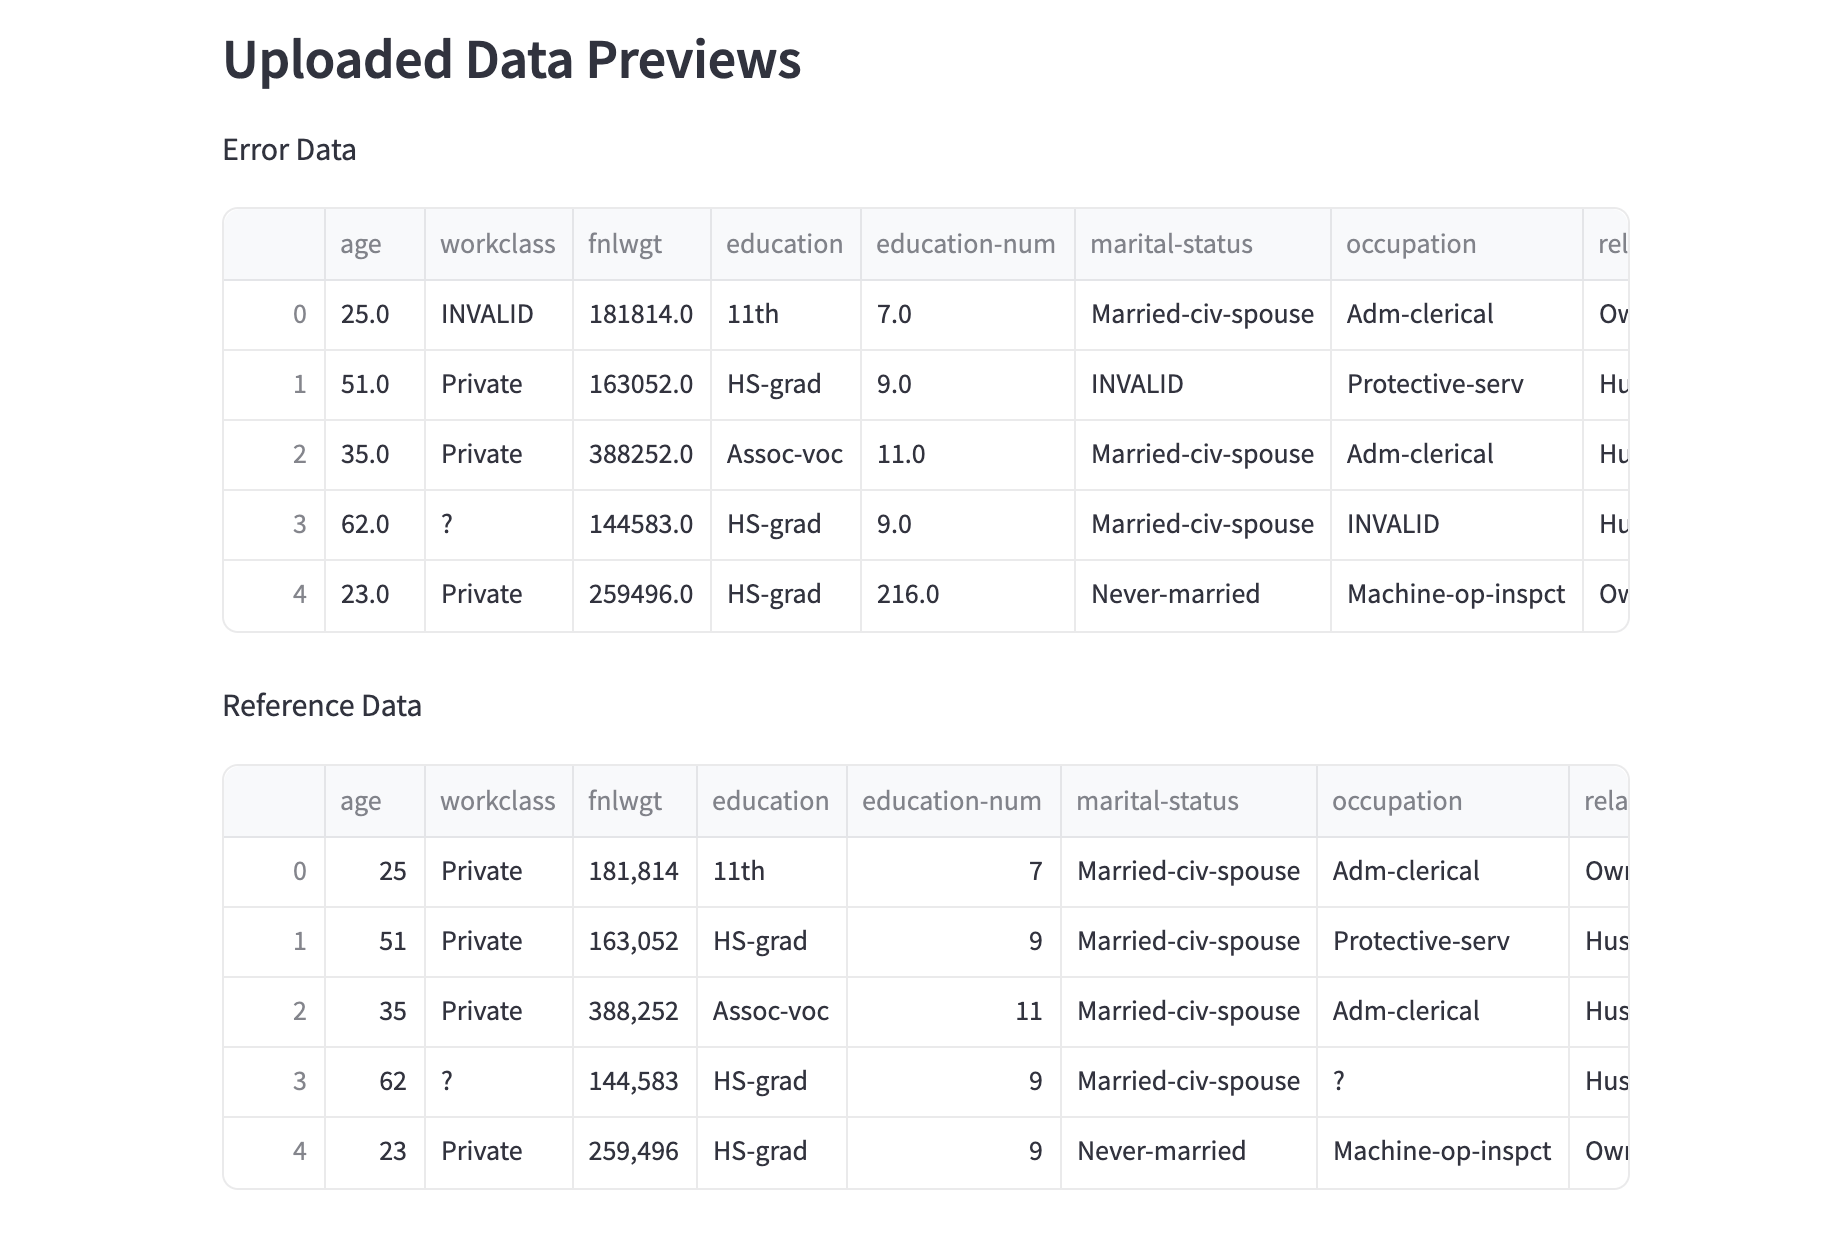 Uploaded Data Previews
Error Data
age workclass fnlwgt education education-num marital-status occupation rel
0 25.0 INVALID 181814.0 11th 7.0 Married-civ-spouse Adm-clerical Ow
1 51.0 Private 163052.0 HS-grad 9.0 INVALID Protective-serv Hu
2 35.0 Private 388252.0 Assoc-voc 11.0 Married-civ-spouse Adm-clerical Hu
3 62.0 ? 144583.0 HS-grad 9.0 Married-civ-spouse INVALID Hu
4 23.0 Private 259496.0 HS-grad 216.0 Never-married Machine-op-inspct Ow
Reference Data
age workclass fnlwgt education education-num marital-status occupation rela
0 25 Private 181,814 11th 7 Married-civ-spouse Adm-clerical Own
1 51 Private 163,052 HS-grad 9 Married-civ-spouse Protective-serv Hus
2 35 Private 388,252 Assoc-voc 11 Married-civ-spouse Adm-clerical Hus
3 62 ? 144,583 HS-grad 9 Married-civ-spouse ? Hus
4 23 Private 259,496 HS-grad 9 Never-married Machine-op-inspct Own